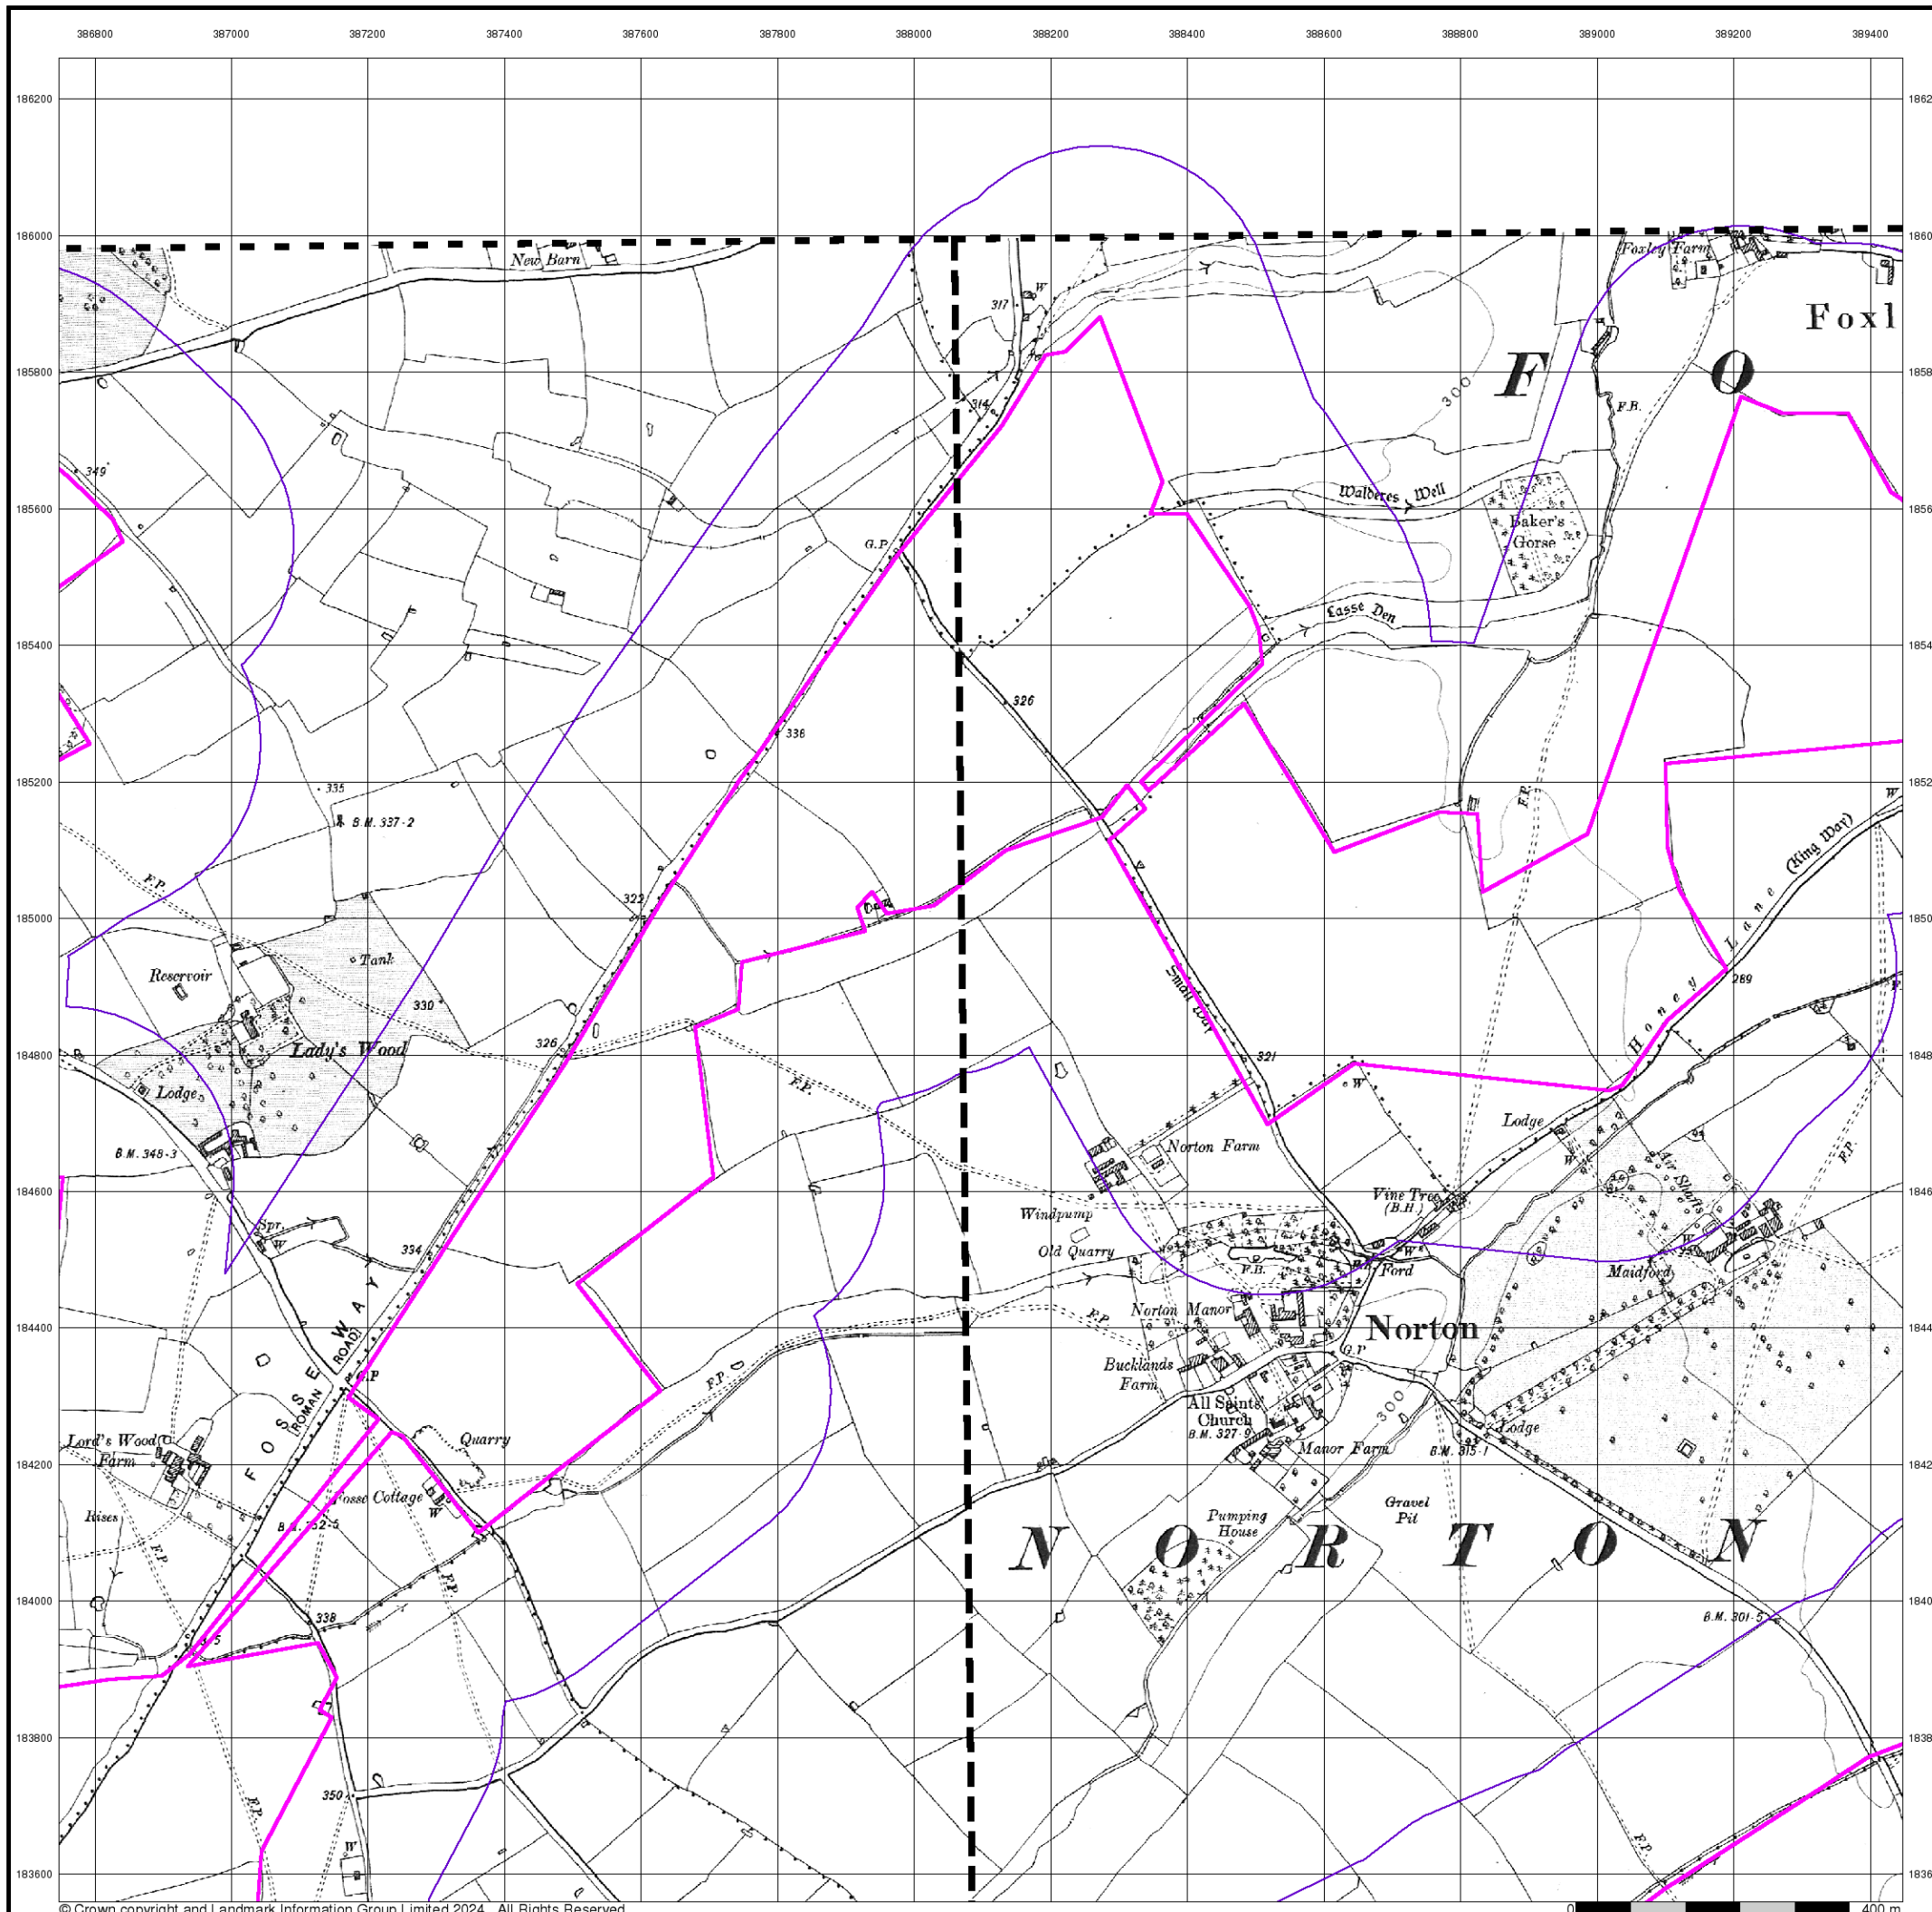 386800 387000 387200 387400 387600 387800 388000 388200 388400 388600 388800 389000 389200 389400
186200
186000
185800
185600
185400
185200
185000
184800
184600
184400
184200
184000
183800
183600
New Barn
Foxley Farm
317
W
Foxl
F O
300
314
F.B.
349
Walderes Well
Baker's
Gorse
G.P.
Lasse Den
326
338
335
B.M. 337·2
F.P.
W
(King Way)
F.P.
322
Honey Lane
Reservoir
Tank
289
330
Small Way
Lady's Wood
326
321
F.P.
W
Lodge
Lodge
B.M. 348·3
Norton Farm
W
F.P.
Air Shafts
Vine Tree
(B.H.)
Windpump
Spr.
W
334
Old Quarry
F.B.
W
Ford
W
Maidford
Norton Manor
F.P.
Norton
FOSSE WAY
(ROMAN ROAD)
G.P
G.P
Bucklands
Farm
F.P.
300
All Saints'
Church
B.M. 327·9
Lodge
B.M. 315·1
Lord's Wood
Farm
Quarry
Manor Farm
Fosse Cottage
W
Rises
Gravel
Pit
Pumping
House
F.P.
NORTON
F.P.
338
B.M. 301·5
350
F.P.
W
F.P.
© Crown copyright and Landmark Information Group Limited 2024. All Rights Reserved.
0 400 m